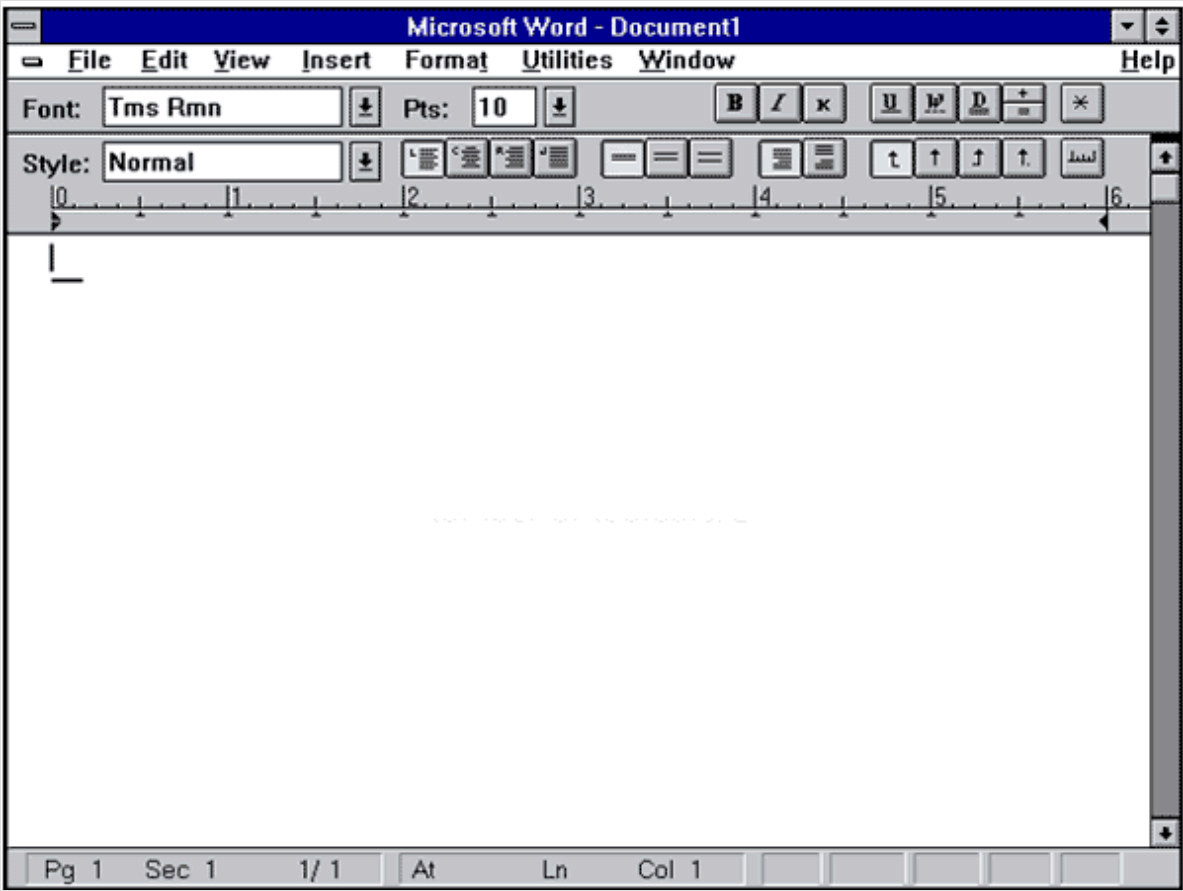 Microsoft Word - Document1
File Edit View Insert Format Utilities Window Help
Font: Tms Rmn Pts: 10 B I K U W D + = *
Style: Normal L C R J t
0 1 2 3 4 5 6
Pg 1 Sec 1 1/ 1 At Ln Col 1